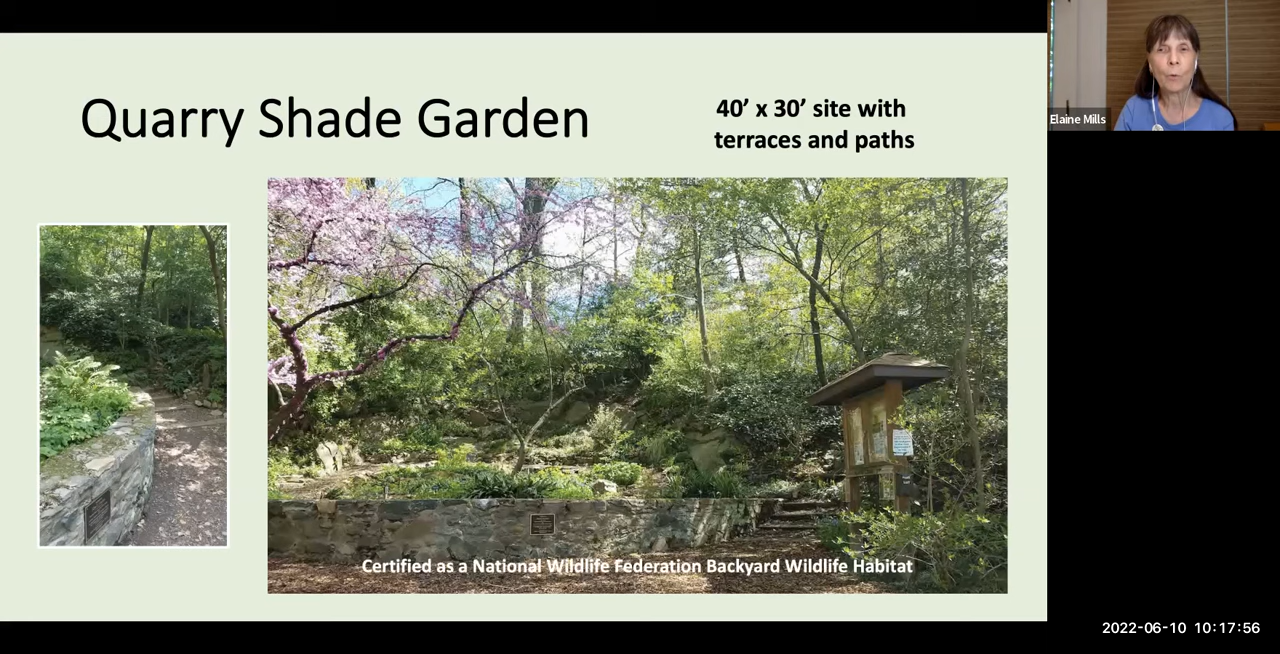 Quarry Shade Garden
40’ x 30’ site with
terraces and paths
Certified as a National Wildlife Federation Backyard Wildlife Habitat
Elaine Mills
2022-06-10 10:17:56